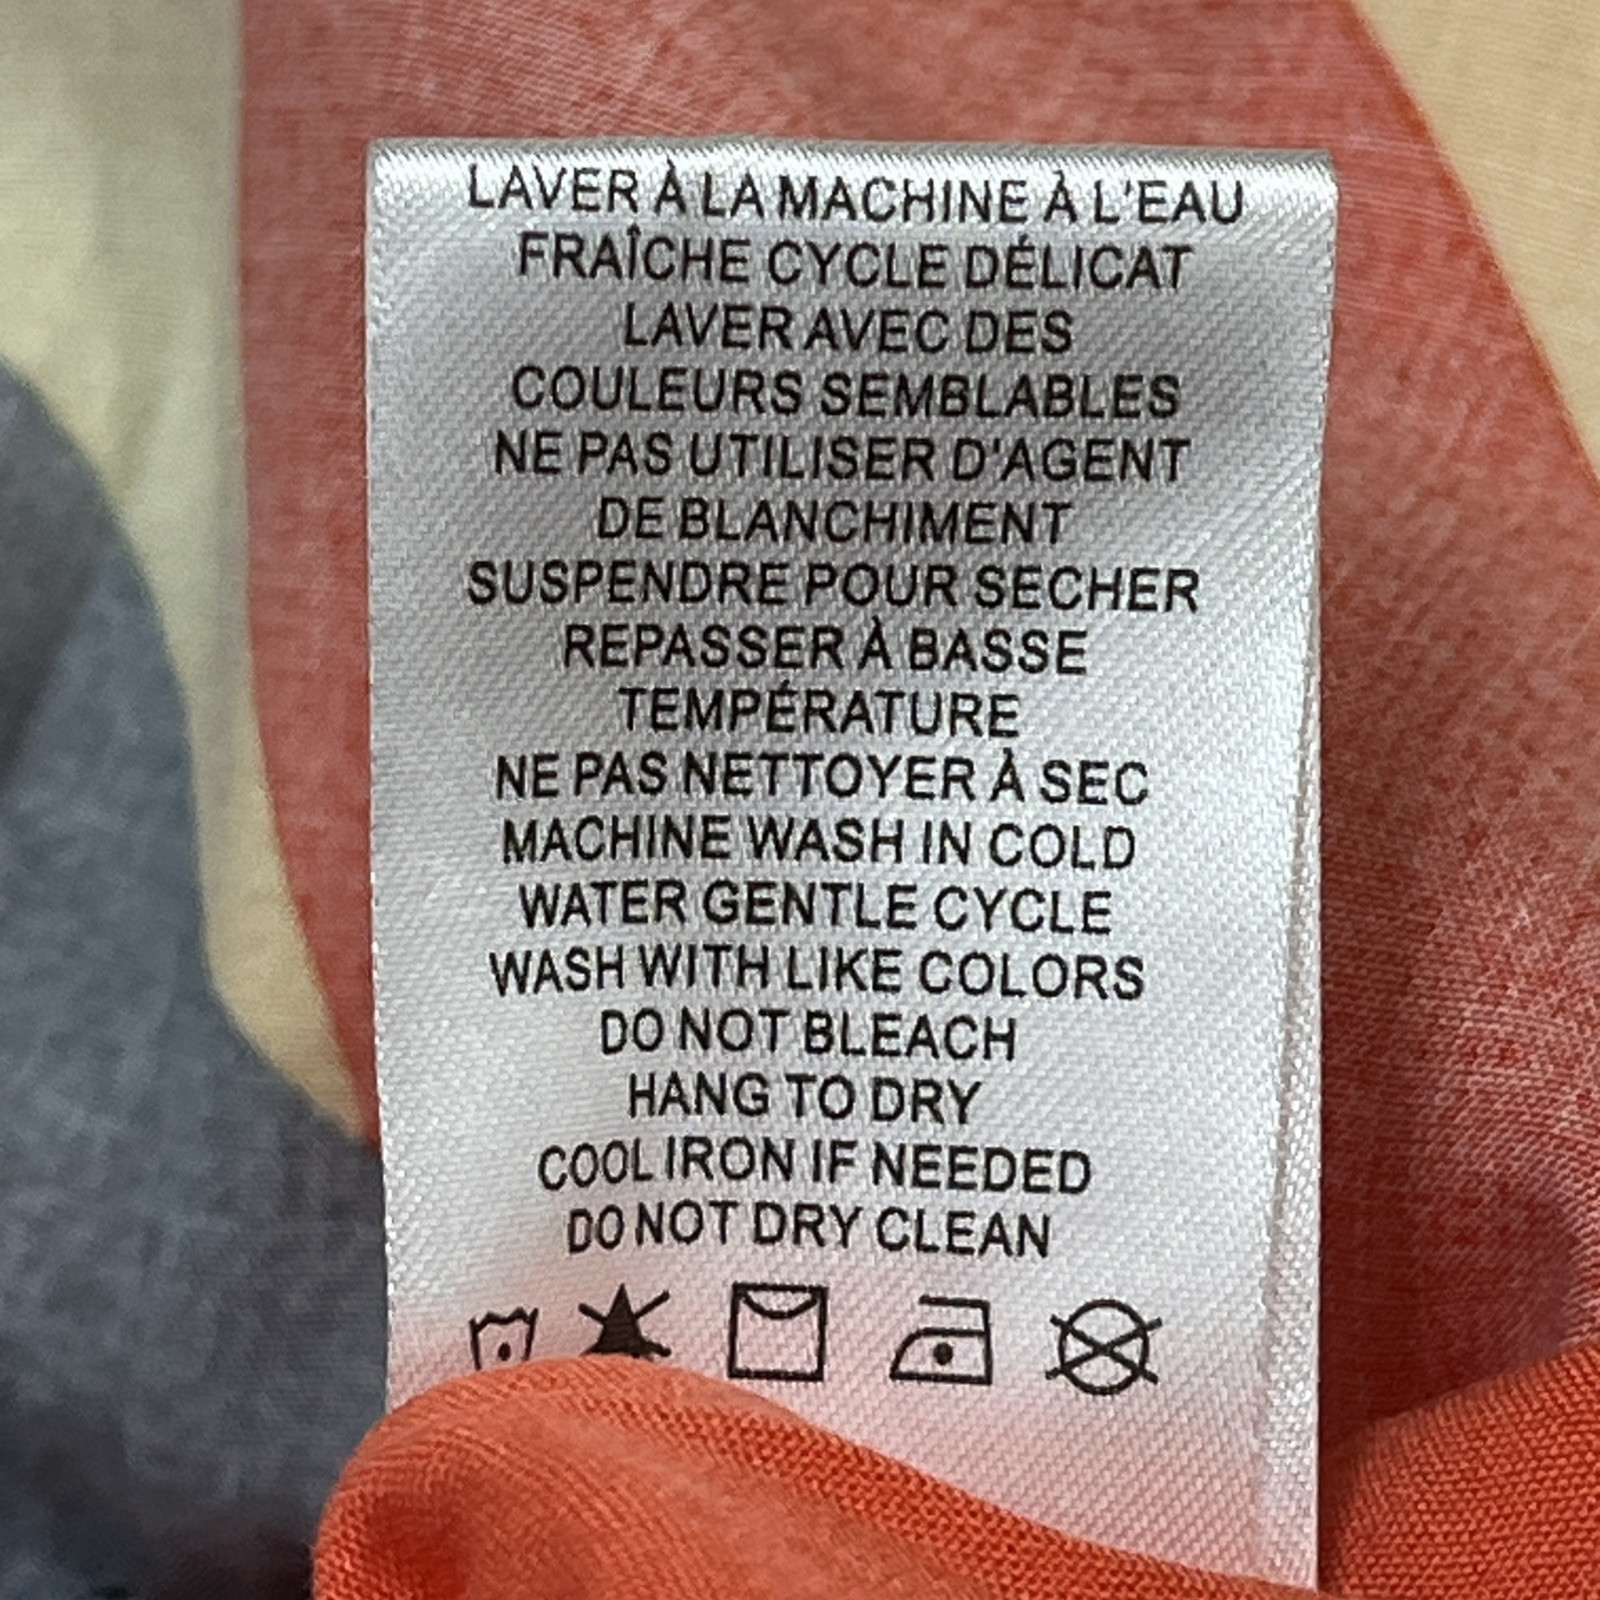 LAVER À LA MACHINE À L'EAU
FRAÎCHE CYCLE DÉLICAT
LAVER AVEC DES
COULEURS SEMBLABLES
NE PAS UTILISER D'AGENT
DE BLANCHIMENT
SUSPENDRE POUR SECHER
REPASSER À BASSE
TEMPÉRATURE
NE PAS NETTOYER À SEC
MACHINE WASH IN COLD
WATER GENTLE CYCLE
WASH WITH LIKE COLORS
DO NOT BLEACH
HANG TO DRY
COOL IRON IF NEEDED
DO NOT DRY CLEAN